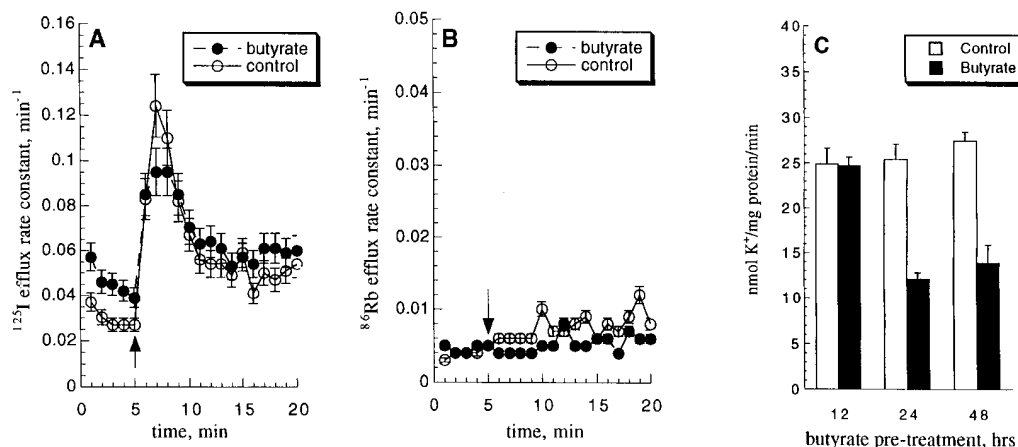 A
butyrate
control
0.16
0.14
0.12
0.1
0.08
0.06
0.04
0.02
0
¹²⁵I efflux rate constant, min⁻¹
0 5 10 15 20
time, min
B
butyrate
control
0.05
0.04
0.03
0.02
0.01
0
⁸⁶Rb efflux rate constant, min⁻¹
0 5 10 15 20
time, min
C
Control
Butyrate
40
35
30
25
20
15
10
5
0
nmol K⁺/mg protein/min
12 24 48
butyrate pre-treatment, hrs